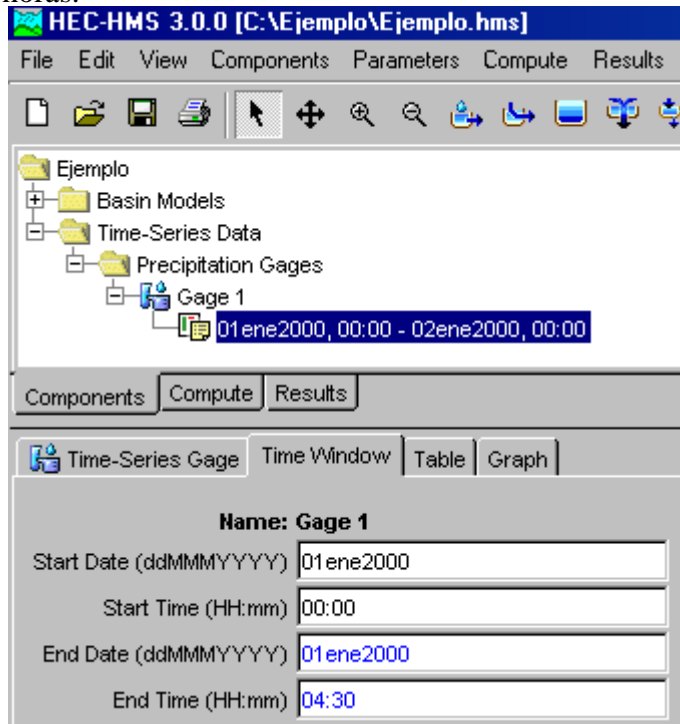 horas.
HEC-HMS 3.0.0 [C:\Ejemplo\Ejemplo.hms]
File Edit View Components Parameters Compute Results
Ejemplo
Basin Models
Time-Series Data
Precipitation Gages
Gage 1
01ene2000, 00:00 - 02ene2000, 00:00
Components Compute Results
Time-Series Gage Time Window Table Graph
Name: Gage 1
Start Date (ddMMMYYYY) 01ene2000
Start Time (HH:mm) 00:00
End Date (ddMMMYYYY) 01ene2000
End Time (HH:mm) 04:30